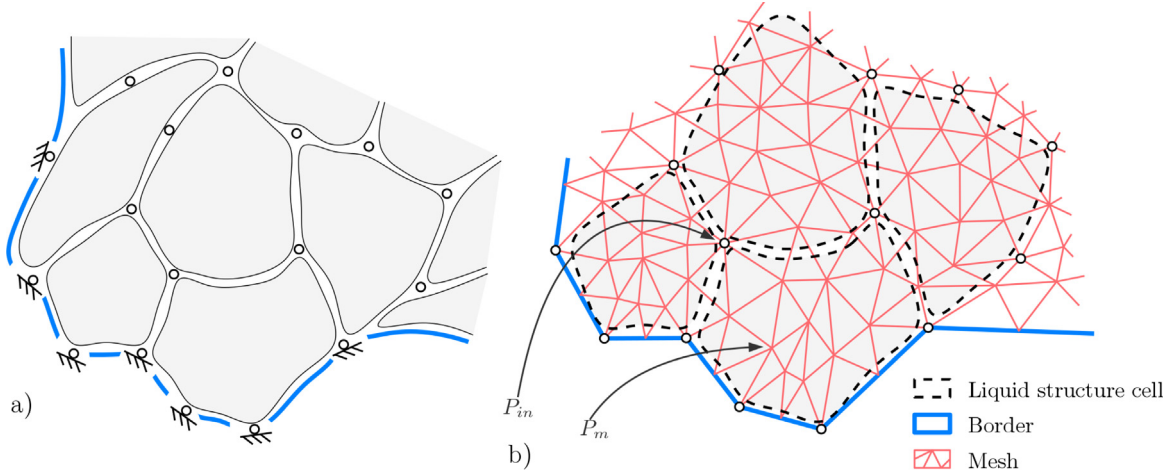 a)
P_in
P_m
b)
Liquid structure cell
Border
Mesh